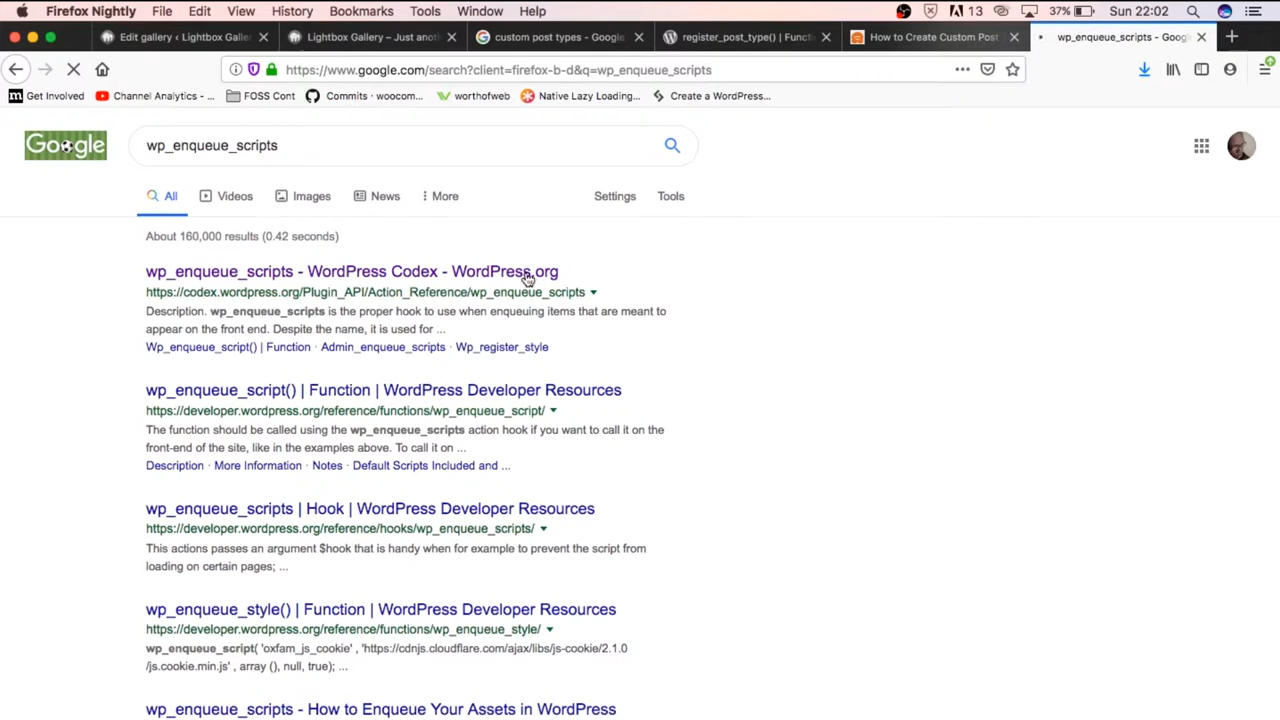 Firefox Nightly File Edit View History Bookmarks Tools Window Help 13 37% Sun 22:02
Edit gallery ‹ Lightbox Galler Lightbox Gallery – Just anot custom post types - Google register_post_type() | Functi How to Create Custom Post wp_enqueue_scripts - Goog
https://www.google.com/search?client=firefox-b-d&q=wp_enqueue_scripts
Get Involved Channel Analytics - ... FOSS Cont Commits · woocom... worthofweb Native Lazy Loading... Create a WordPress...
Google wp_enqueue_scripts
All Videos Images News More Settings Tools
About 160,000 results (0.42 seconds)
wp_enqueue_scripts - WordPress Codex - WordPress.org
https://codex.wordpress.org/Plugin_API/Action_Reference/wp_enqueue_scripts
Description. wp_enqueue_scripts is the proper hook to use when enqueuing items that are meant to
appear on the front end. Despite the name, it is used for ...
Wp_enqueue_script() | Function · Admin_enqueue_scripts · Wp_register_style
wp_enqueue_script() | Function | WordPress Developer Resources
https://developer.wordpress.org/reference/functions/wp_enqueue_script/
The function should be called using the wp_enqueue_scripts action hook if you want to call it on the
front-end of the site, like in the examples above. To call it on ...
Description · More Information · Notes · Default Scripts Included and ...
wp_enqueue_scripts | Hook | WordPress Developer Resources
https://developer.wordpress.org/reference/hooks/wp_enqueue_scripts/
This actions passes an argument $hook that is handy when for example to prevent the script from
loading on certain pages; ...
wp_enqueue_style() | Function | WordPress Developer Resources
https://developer.wordpress.org/reference/functions/wp_enqueue_style/
wp_enqueue_script( 'oxfam_js_cookie' , 'https://cdnjs.cloudflare.com/ajax/libs/js-cookie/2.1.0
/js.cookie.min.js' , array (), null, true); ...
wp_enqueue_scripts - How to Enqueue Your Assets in WordPress